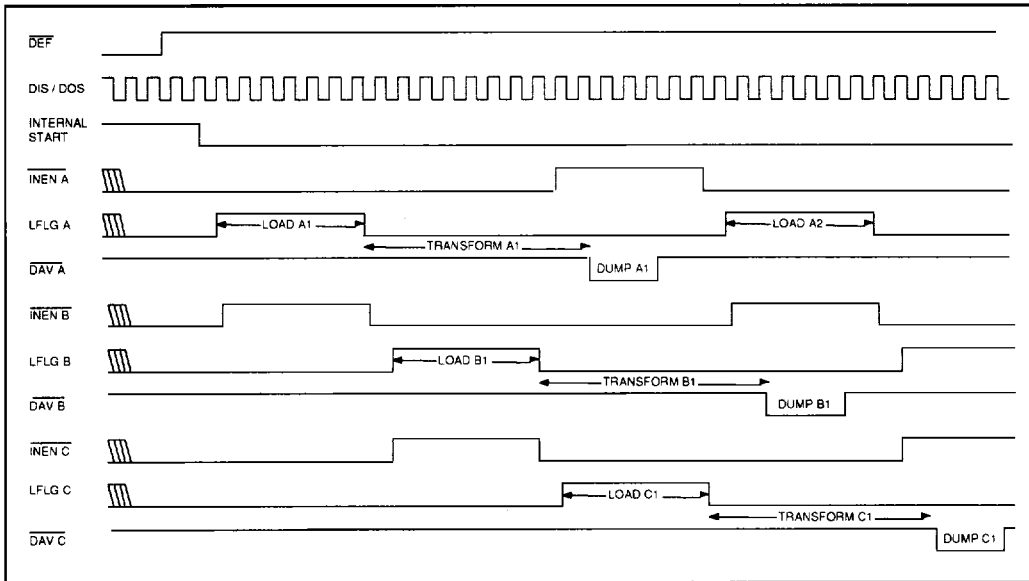 DEF
DIS / DOS
INTERNAL
START
INEN A
LFLG A
LOAD A1
LOAD A2
TRANSFORM A1
DAV A
DUMP A1
INEN B
LFLG B
LOAD B1
TRANSFORM B1
DAV B
DUMP B1
INEN C
LFLG C
LOAD C1
TRANSFORM C1
DAV C
DUMP C1